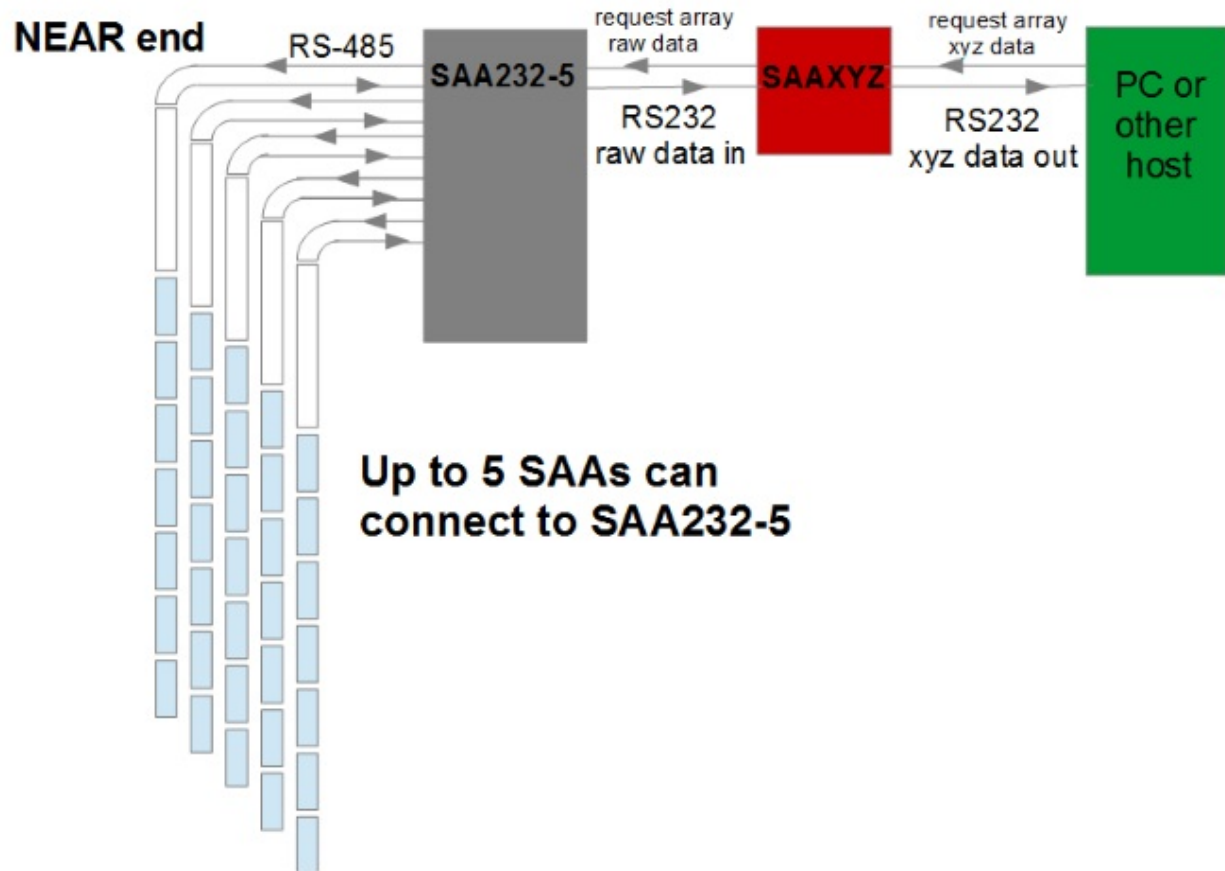 NEAR end
RS-485
SAA232-5
request array
raw data
RS232
raw data in
SAAXYZ
request array
xyz data
RS232
xyz data out
PC or
other
host
Up to 5 SAAs can
connect to SAA232-5